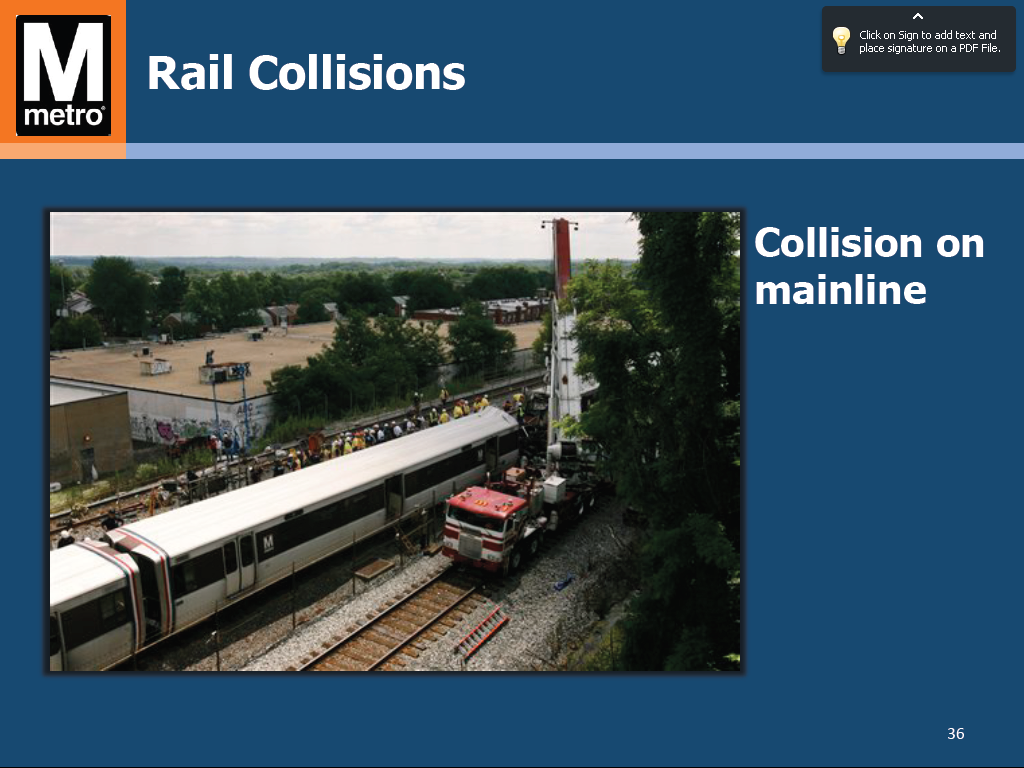 M
metro
Rail Collisions
Click on Sign to add text and
place signature on a PDF File.
Collision on
mainline
M
36